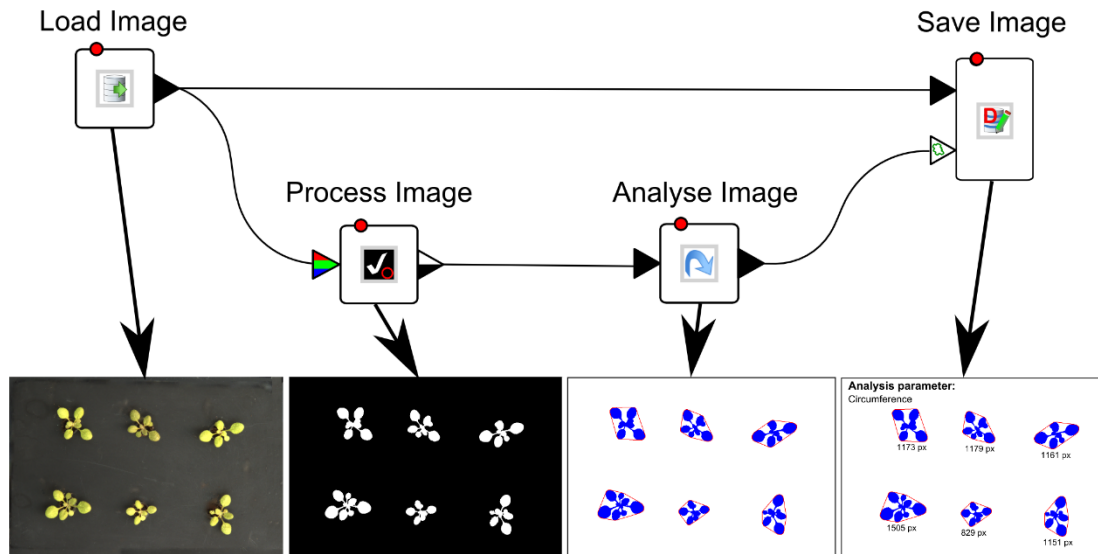 Load Image
Save Image
Process Image
Analyse Image
D
Analysis parameter:
Circumference
1173 px
1179 px
1161 px
1505 px
829 px
1151 px